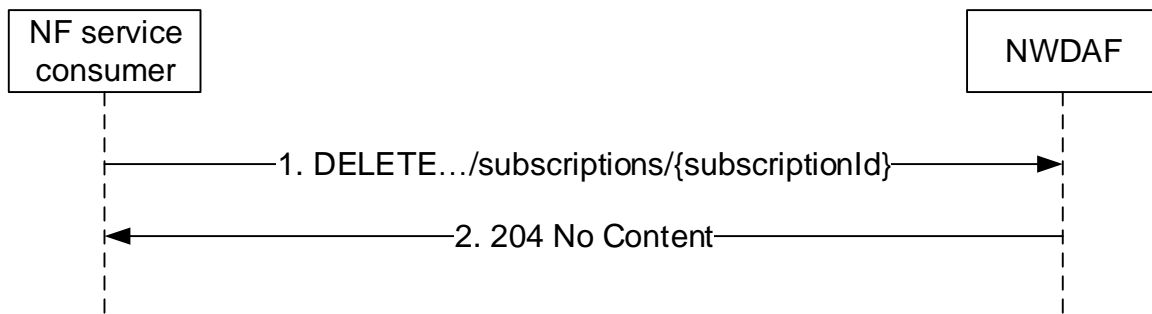 NF service
consumer
NWDAF
1. DELETE…/subscriptions/{subscriptionId}
2. 204 No Content